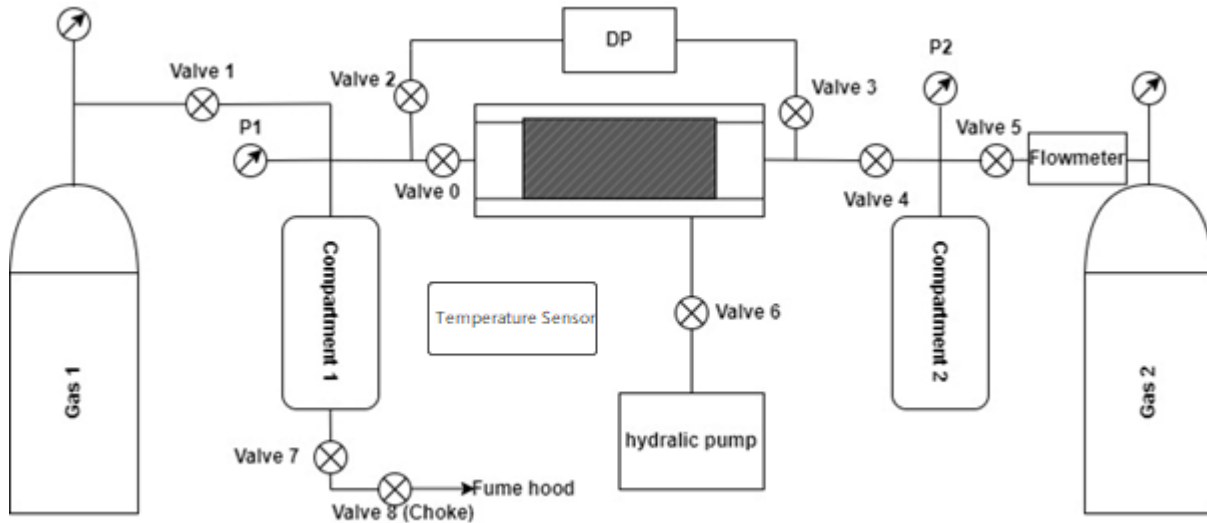 DP
P2
Valve 1
Valve 2
Valve 3
P1
Valve 5
Flowmeter
Valve 0
Valve 4
Compartment 1
Compartment 2
Temperature Sensor
Valve 6
Gas 1
Gas 2
hydralic pump
Valve 7
Fume hood
Valve 8 (Choke)